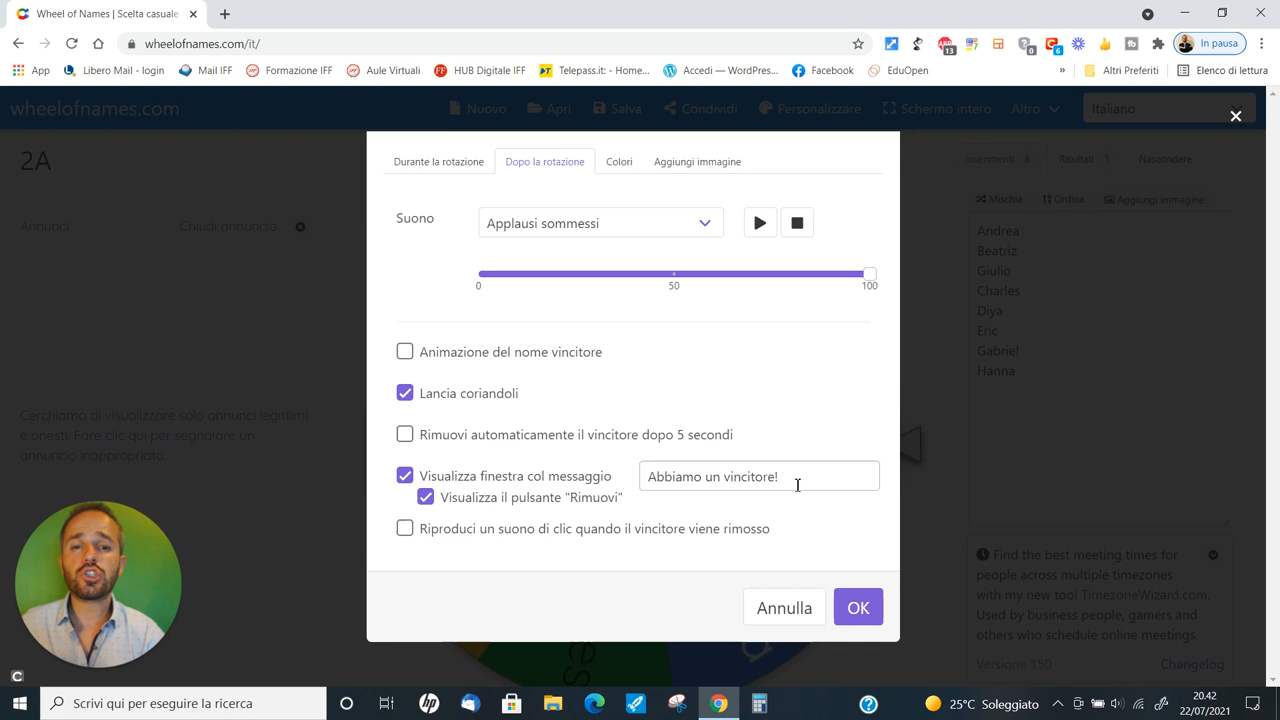 Wheel of Names | Scelta casuale
wheelofnames.com/it/
13
0
6
In pausa
App
Libero Mail - login
Mail IFF
Formazione IFF
Aule Virtuali
HUB Digitale IFF
Telepass.it: - Home...
Accedi — WordPres...
Facebook
EduOpen
»
Altri Preferiti
Elenco di lettura
wheelofnames.com
Nuovo
Apri
Salva
Condividi
Personalizzare
Schermo intero
Altro
Italiano
2A
Durante la rotazione
Dopo la rotazione
Colori
Aggiungi immagine
Inserimenti 8
Risultati 1
Nascondere
Mischia
Ordina
Aggiungi immagine
Annunci
Chiudi annuncio
Suono
Applausi sommessi
0
50
100
Andrea
Beatriz
Giulio
Charles
Diya
Eric
Gabriel
Hanna
Animazione del nome vincitore
Lancia coriandoli
Rimuovi automaticamente il vincitore dopo 5 secondi
Visualizza finestra col messaggio
Abbiamo un vincitore!
Visualizza il pulsante "Rimuovi"
Riproduci un suono di clic quando il vincitore viene rimosso
Annulla
OK
Cerchiamo di visualizzare solo annunci legittimi
e onesti. Fare clic qui per segnalare un
annuncio inappropriato.
Find the best meeting times for
people across multiple timezones
with my new tool TimezoneWizard.com.
Used by business people, gamers and
others who schedule online meetings.
Versione 150
Changelog
Scrivi qui per eseguire la ricerca
25°C Soleggiato
20.42
22/07/2021